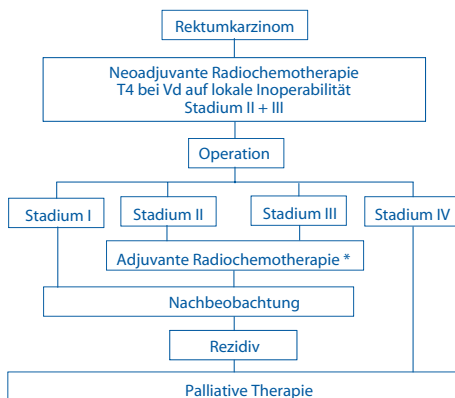 Rektumkarzinom
Neoadjuvante Radiochemotherapie
T4 bei Vd auf lokale Inoperabilität
Stadium II + III
Operation
Stadium I
Stadium II
Stadium III
Stadium IV
Adjuvante Radiochemotherapie *
Nachbeobachtung
Rezidiv
Palliative Therapie